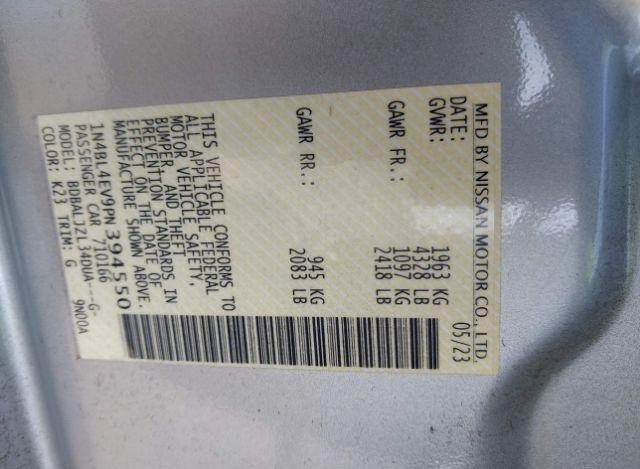 MFD BY NISSAN MOTOR CO., LTD.
DATE: 05/23
GVWR: 1963 KG
4328 LB
GAWR FR.: 1097 KG
2418 LB
GAWR RR.: 945 KG
2083 LB
THIS VEHICLE CONFORMS TO
ALL APPLICABLE FEDERAL
MOTOR VEHICLE SAFETY,
BUMPER, AND THEFT
PREVENTION STANDARDS IN
EFFECT ON THE DATE OF
MANUFACTURE SHOWN ABOVE.
1N4BL4EV9PN394550
PASSENGER CAR 710166
MODEL: BDBALJZL34DUA---G-
COLOR: K23 TRIM: G 9N00A